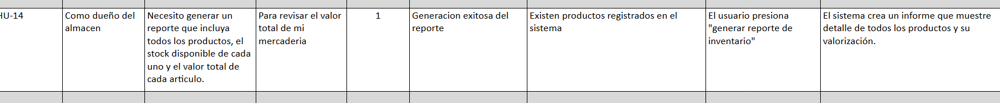 HU-14
Como dueño del
almacen
Necesito generar un
reporte que incluya
todos los productos, el
stock disponible de cada
uno y el valor total de
cada articulo.
Para revisar el valor
total de mi
mercaderia
1
Generacion exitosa del
reporte
Existen productos registrados en el
sistema
El usuario presiona
"generar reporte de
inventario"
El sistema crea un informe que muestre
detalle de todos los productos y su
valorización.